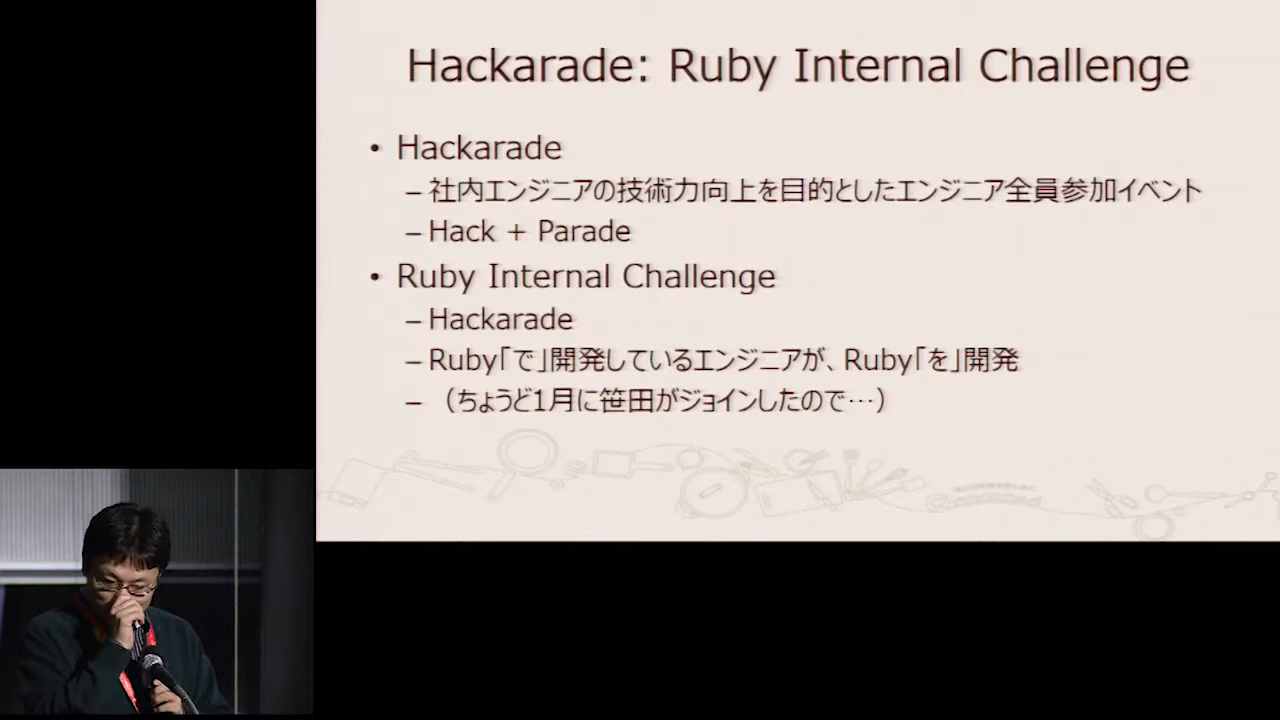 Hackarade: Ruby Internal Challenge
• Hackarade
– 社内エンジニアの技術力向上を目的としたエンジニア全員参加イベント
– Hack + Parade
• Ruby Internal Challenge
– Hackarade
– Ruby「で」開発しているエンジニアが、Ruby「を」開発
– （ちょうど1月に笹田がジョインしたので…）